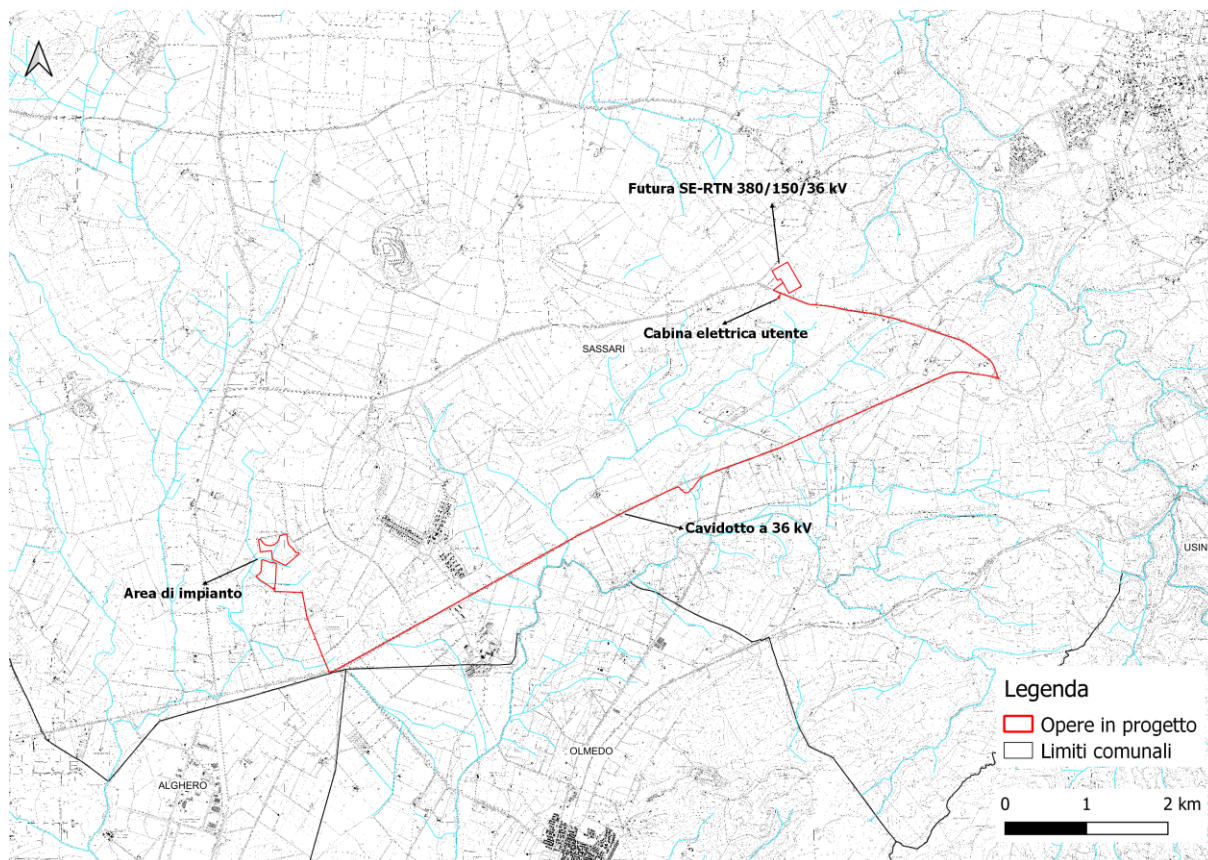 Futura SE-RTN 380/150/36 kV
Cabina elettrica utente
SASSARI
Cavidotto a 36 kV
USINI
Area di impianto
Legenda
Opere in progetto
Limiti comunali
OLMEDO
ALGHERO
0 1 2 km